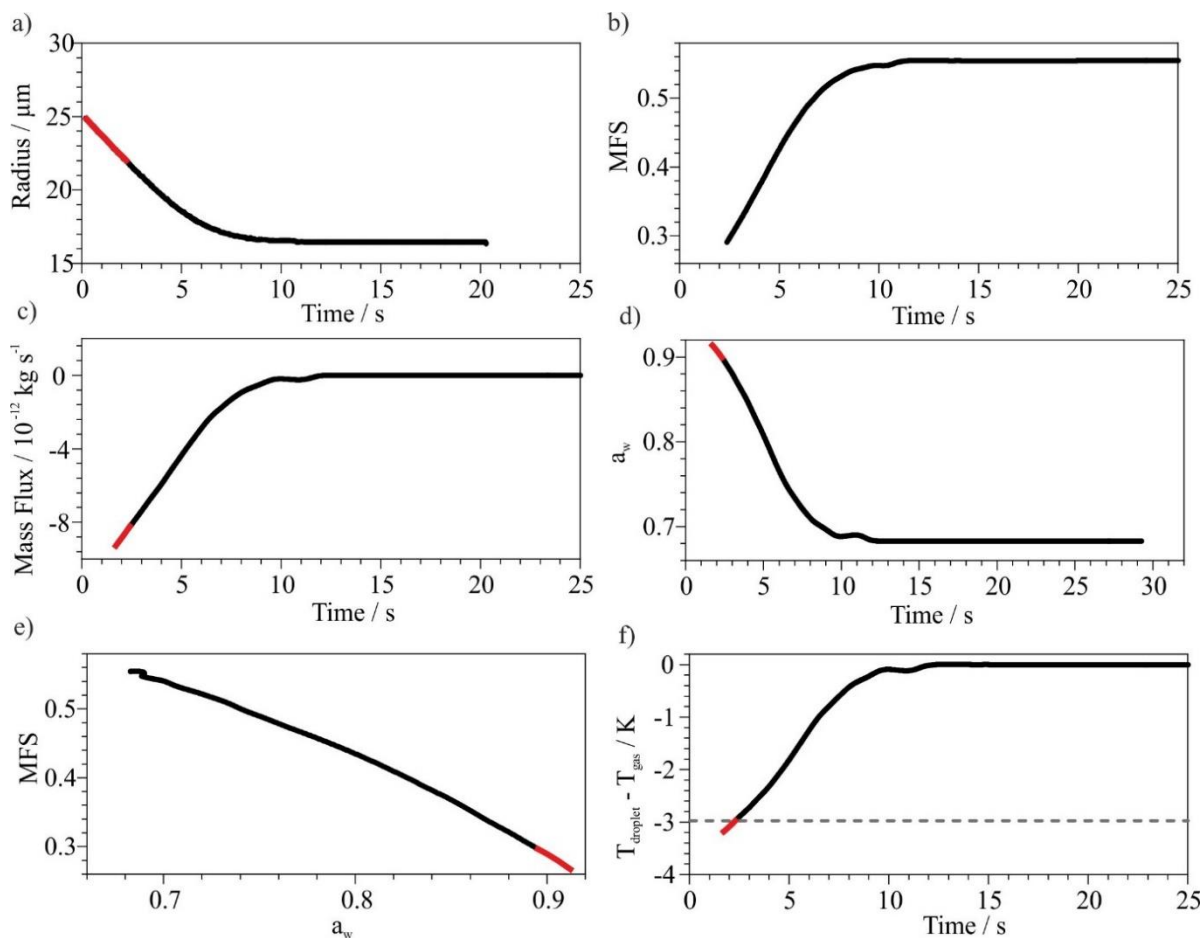 a)
Radius / µm
30
25
20
15
0 5 10 15 20 25
Time / s
b)
MFS
0.5
0.4
0.3
0 5 10 15 20 25
Time / s
c)
Mass Flux / 10⁻¹² kg s⁻¹
0
-4
-8
0 5 10 15 20 25
Time / s
d)
a_w
0.9
0.8
0.7
0 5 10 15 20 25 30
Time / s
e)
MFS
0.5
0.4
0.3
0.7 0.8 0.9
a_w
f)
T_droplet - T_gas / K
0
-1
-2
-3
-4
0 5 10 15 20 25
Time / s